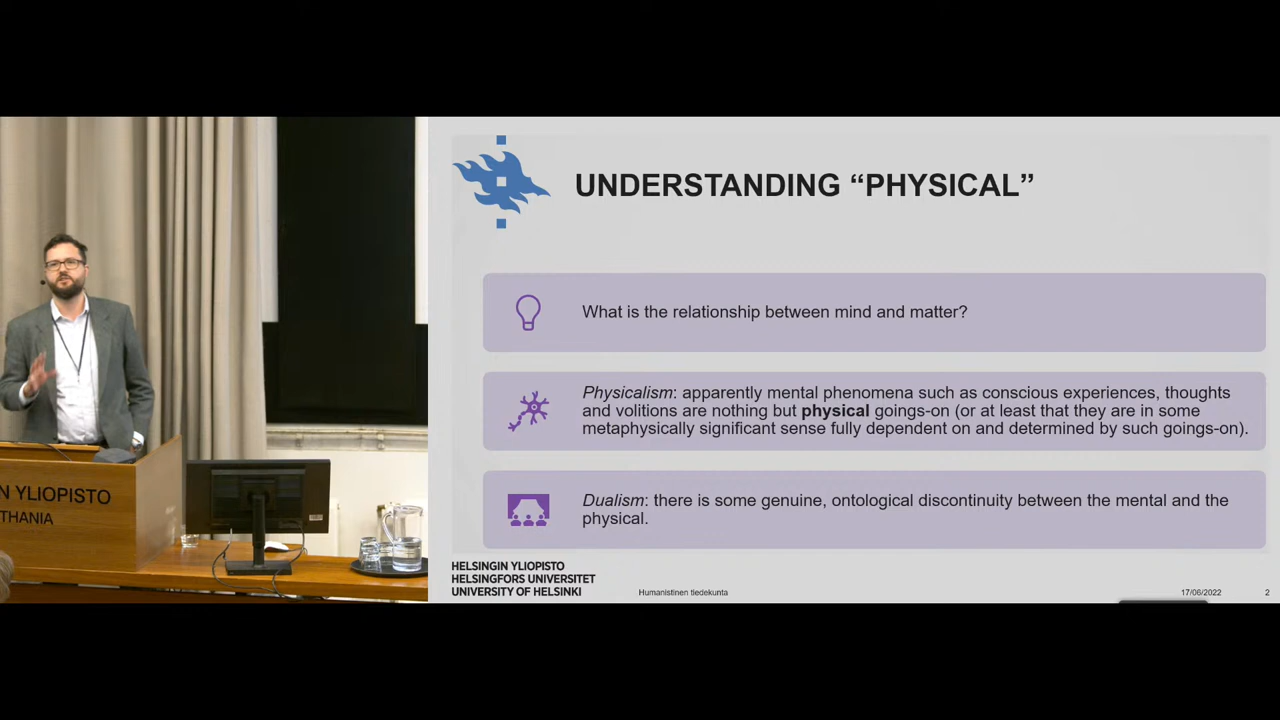 UNDERSTANDING “PHYSICAL”
What is the relationship between mind and matter?
Physicalism: apparently mental phenomena such as conscious experiences, thoughts
and volitions are nothing but physical goings-on (or at least that they are in some
metaphysically significant sense fully dependent on and determined by such goings-on).
Dualism: there is some genuine, ontological discontinuity between the mental and the
physical.
HELSINGIN YLIOPISTO
HELSINGFORS UNIVERSITET
UNIVERSITY OF HELSINKI
Humanistinen tiedekunta
17/06/2022
2
N YLIOPISTO
THANIA